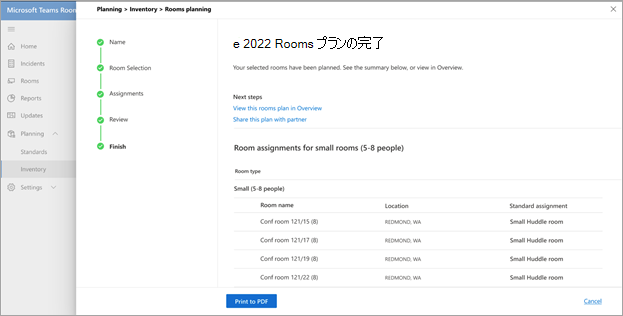 Microsoft Teams Room
Planning > Inventory > Rooms planning
Home
Incidents
Rooms
Reports
Updates
Planning
Standards
Inventory
Settings
Name
Room Selection
Assignments
Review
Finish
e 2022 Rooms プランの完了
Your selected rooms have been planned. See the summary below, or view in Overview.
Next steps
View this rooms plan in Overview
Share this plan with partner
Room assignments for small rooms (5-8 people)
Room type
Small (5-8 people)
Room name Location Standard assignment
Conf room 121/15 (8) REDMOND, WA Small Huddle room
Conf room 121/17 (8) REDMOND, WA Small Huddle room
Conf room 121/19 (8) REDMOND, WA Small Huddle room
Conf room 121/22 (8) REDMOND, WA Small Huddle room
Print to PDF Cancel